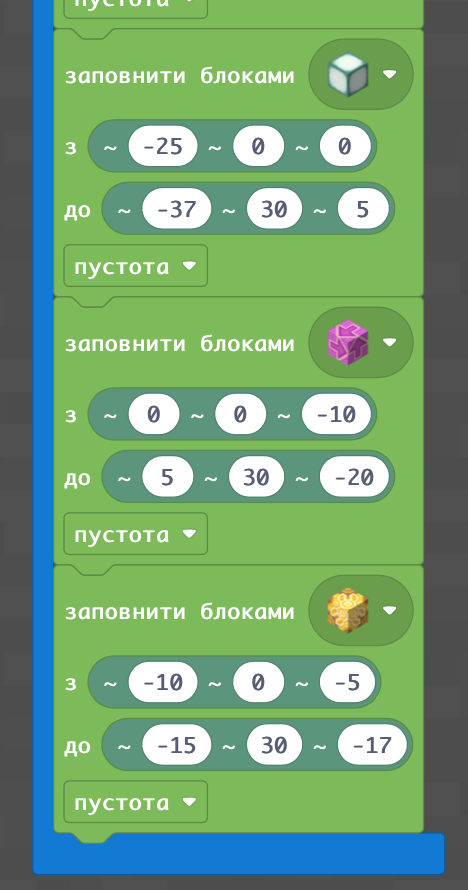 пустота
заповнити блоками
з ~ -25 ~ 0 ~ 0
до ~ -37 ~ 30 ~ 5
пустота
заповнити блоками
з ~ 0 ~ 0 ~ -10
до ~ 5 ~ 30 ~ -20
пустота
заповнити блоками
з ~ -10 ~ 0 ~ -5
до ~ -15 ~ 30 ~ -17
пустота